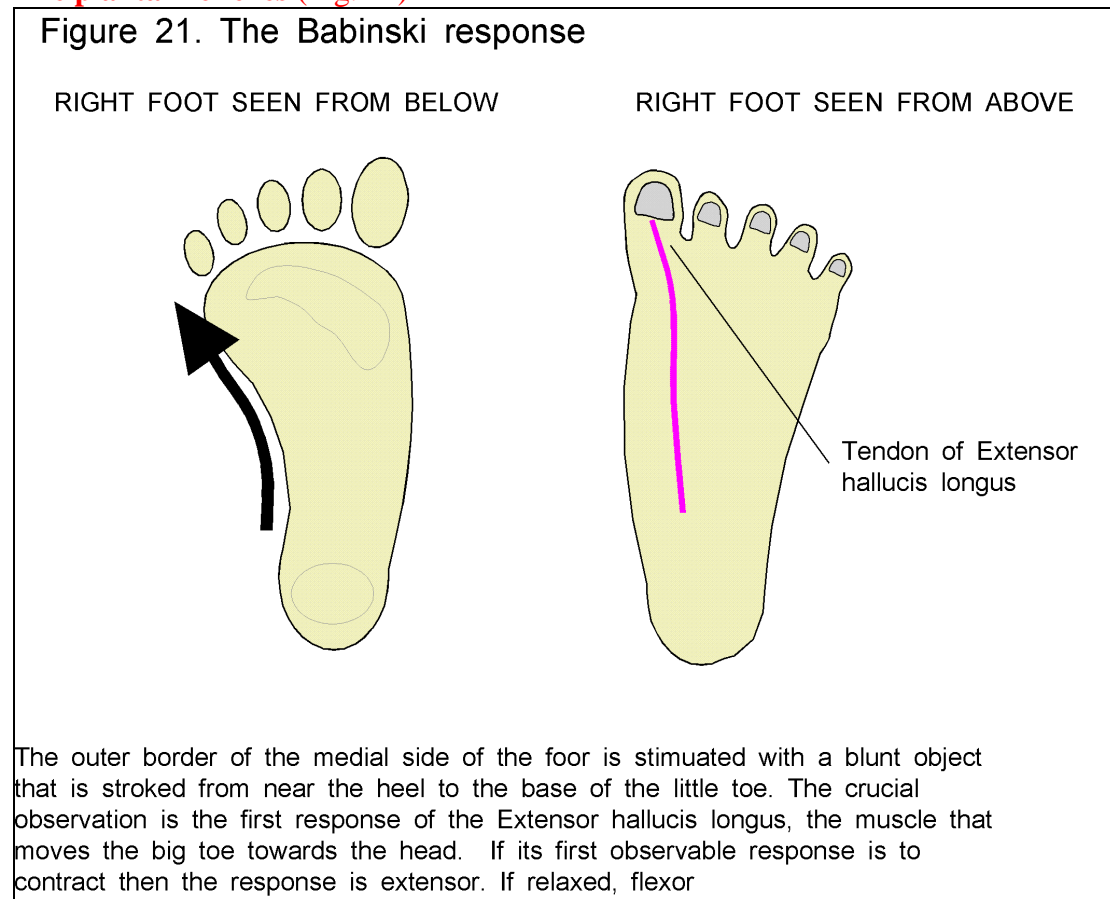 Figure 21. The Babinski response
RIGHT FOOT SEEN FROM BELOW
RIGHT FOOT SEEN FROM ABOVE
Tendon of Extensor
hallucis longus
The outer border of the medial side of the foor is stimuated with a blunt object
that is stroked from near the heel to the base of the little toe. The crucial
observation is the first response of the Extensor hallucis longus, the muscle that
moves the big toe towards the head. If its first observable response is to
contract then the response is extensor. If relaxed, flexor